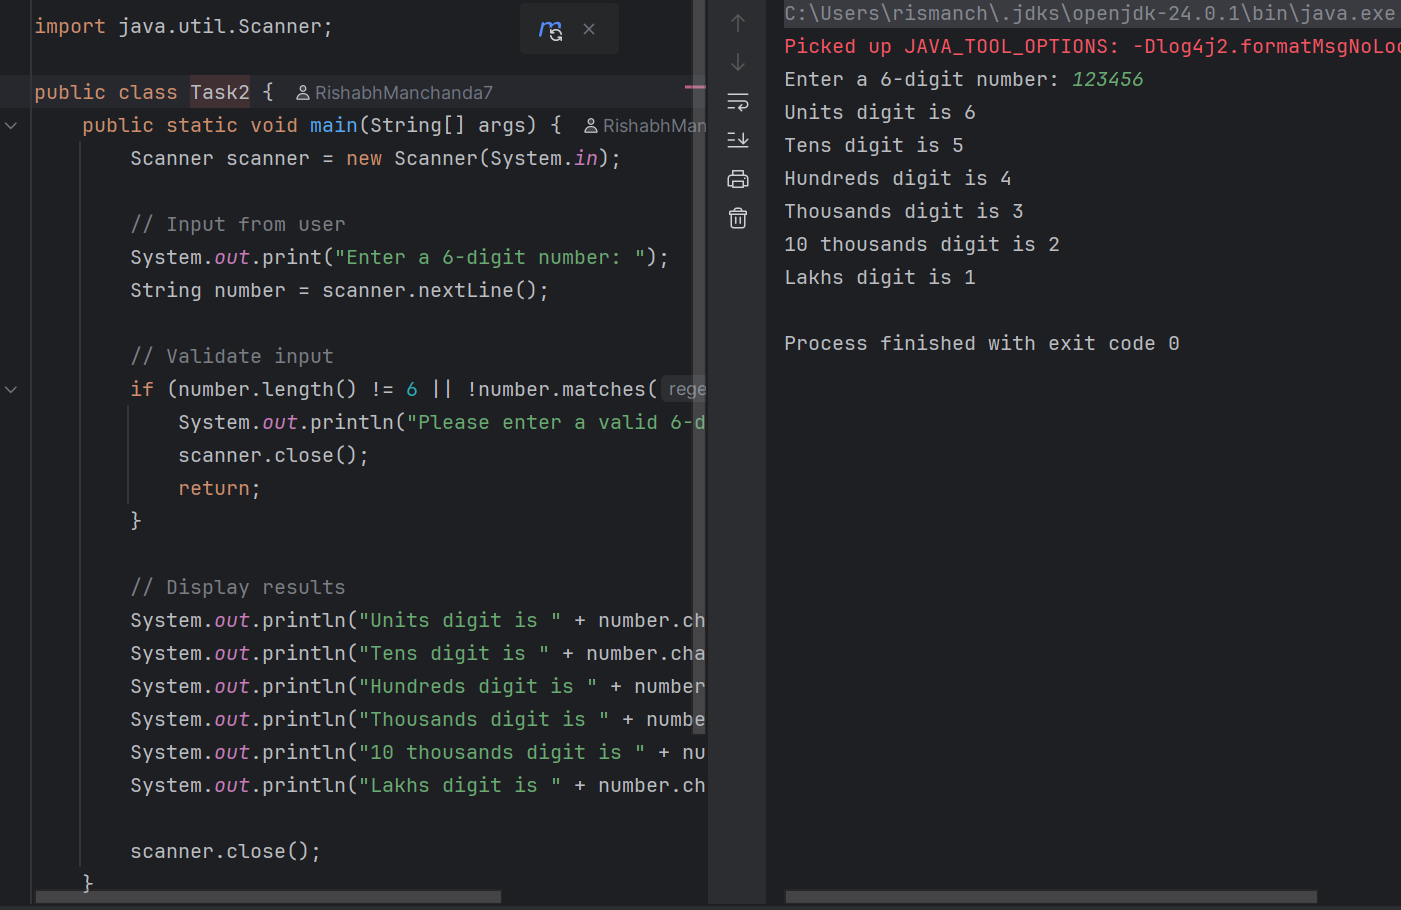 import java.util.Scanner;
public class Task2 { RishabhManchanda7
public static void main(String[] args) { RishabhMan
Scanner scanner = new Scanner(System.in);
// Input from user
System.out.print("Enter a 6-digit number: ");
String number = scanner.nextLine();
// Validate input
if (number.length() != 6 || !number.matches( rege
System.out.println("Please enter a valid 6-d
scanner.close();
return;
}
// Display results
System.out.println("Units digit is " + number.ch
System.out.println("Tens digit is " + number.cha
System.out.println("Hundreds digit is " + number
System.out.println("Thousands digit is " + numbe
System.out.println("10 thousands digit is " + nu
System.out.println("Lakhs digit is " + number.ch
scanner.close();
}
m
C:\Users\rismanch\.jdks\openjdk-24.0.1\bin\java.exe
Picked up JAVA_TOOL_OPTIONS: -Dlog4j2.formatMsgNoLoo
Enter a 6-digit number: 123456
Units digit is 6
Tens digit is 5
Hundreds digit is 4
Thousands digit is 3
10 thousands digit is 2
Lakhs digit is 1
Process finished with exit code 0